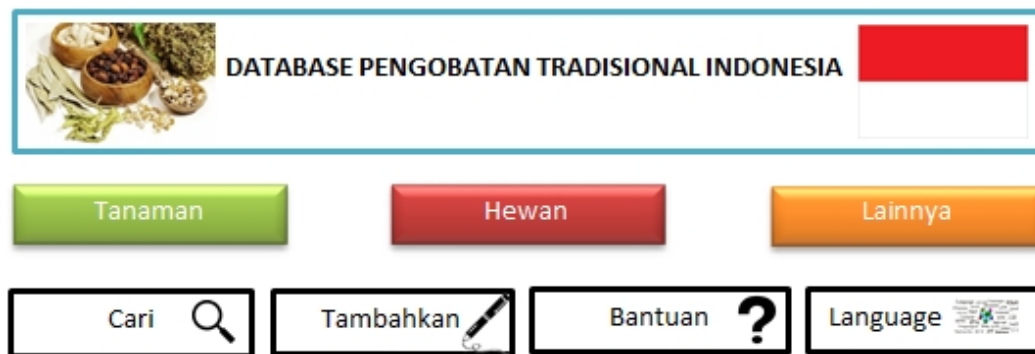 DATABASE PENGOBATAN TRADISIONAL INDONESIA
Tanaman Hewan Lainnya
Cari Tambahkan Bantuan ? Language